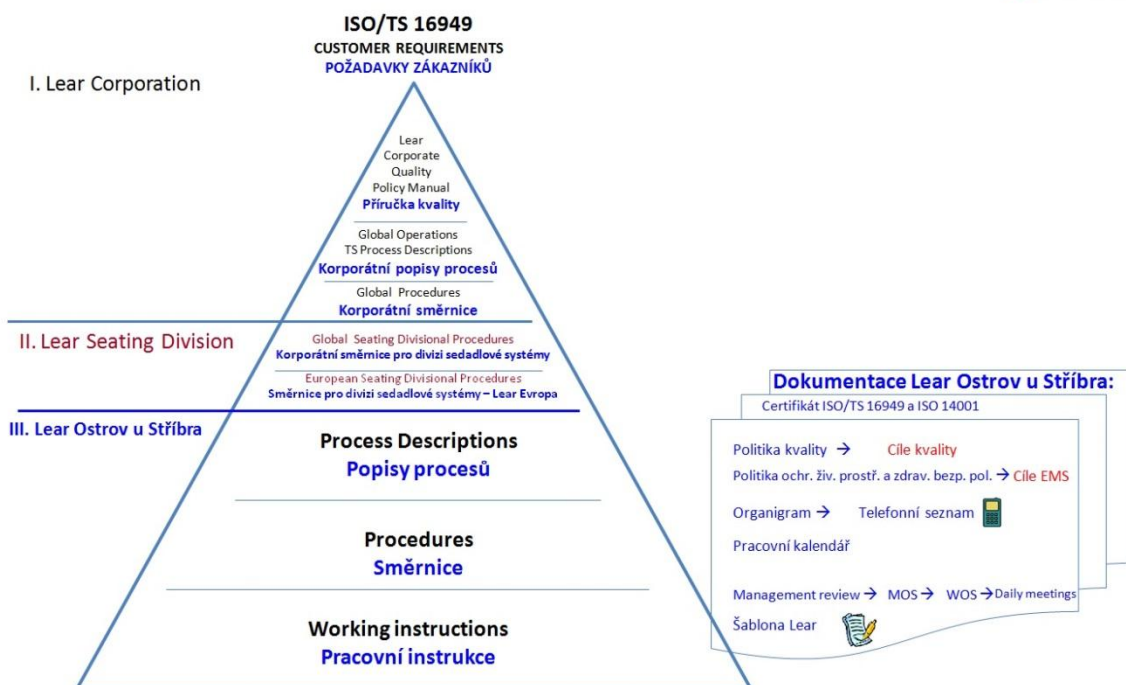 ISO/TS 16949
CUSTOMER REQUIREMENTS
POŽADAVKY ZÁKAZNÍKŮ
I. Lear Corporation
Lear
Corporate
Quality
Policy Manual
Příručka kvality
Global Operations
TS Process Descriptions
Korporátní popisy procesů
Global Procedures
Korporátní směrnice
II. Lear Seating Division
Global Seating Divisional Procedures
Korporátní směrnice pro divizi sedadlové systémy
European Seating Divisional Procedures
Směrnice pro divizi sedadlové systémy – Lear Evropa
III. Lear Ostrov u Stříbra
Process Descriptions
Popisy procesů
Procedures
Směrnice
Working instructions
Pracovní instrukce
Dokumentace Lear Ostrov u Stříbra:
Certifikát ISO/TS 16949 a ISO 14001
Politika kvality → Cíle kvality
Politika ochr. živ. prostř. a zdrav. bezp. pol. → Cíle EMS
Organigram → Telefonní seznam
Pracovní kalendář
Management review → MOS → WOS → Daily meetings
Šablona Lear